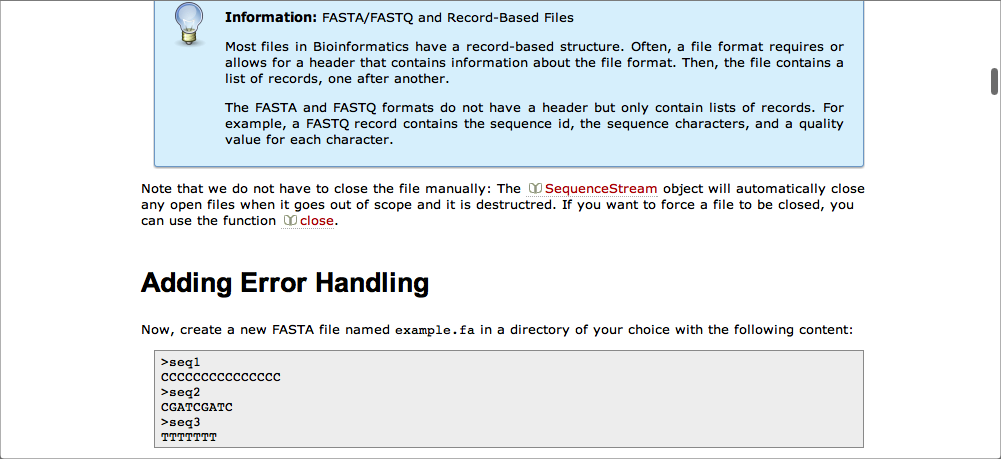 Information: FASTA/FASTQ and Record-Based Files
Most files in Bioinformatics have a record-based structure. Often, a file format requires or
allows for a header that contains information about the file format. Then, the file contains a
list of records, one after another.
The FASTA and FASTQ formats do not have a header but only contain lists of records. For
example, a FASTQ record contains the sequence id, the sequence characters, and a quality
value for each character.
Note that we do not have to close the file manually: The SequenceStream object will automatically close
any open files when it goes out of scope and it is destructred. If you want to force a file to be closed, you
can use the function close.
Adding Error Handling
Now, create a new FASTA file named example.fa in a directory of your choice with the following content:
>seq1
CCCCCCCCCCCCCCC
>seq2
CGATCGATC
>seq3
TTTTTTT